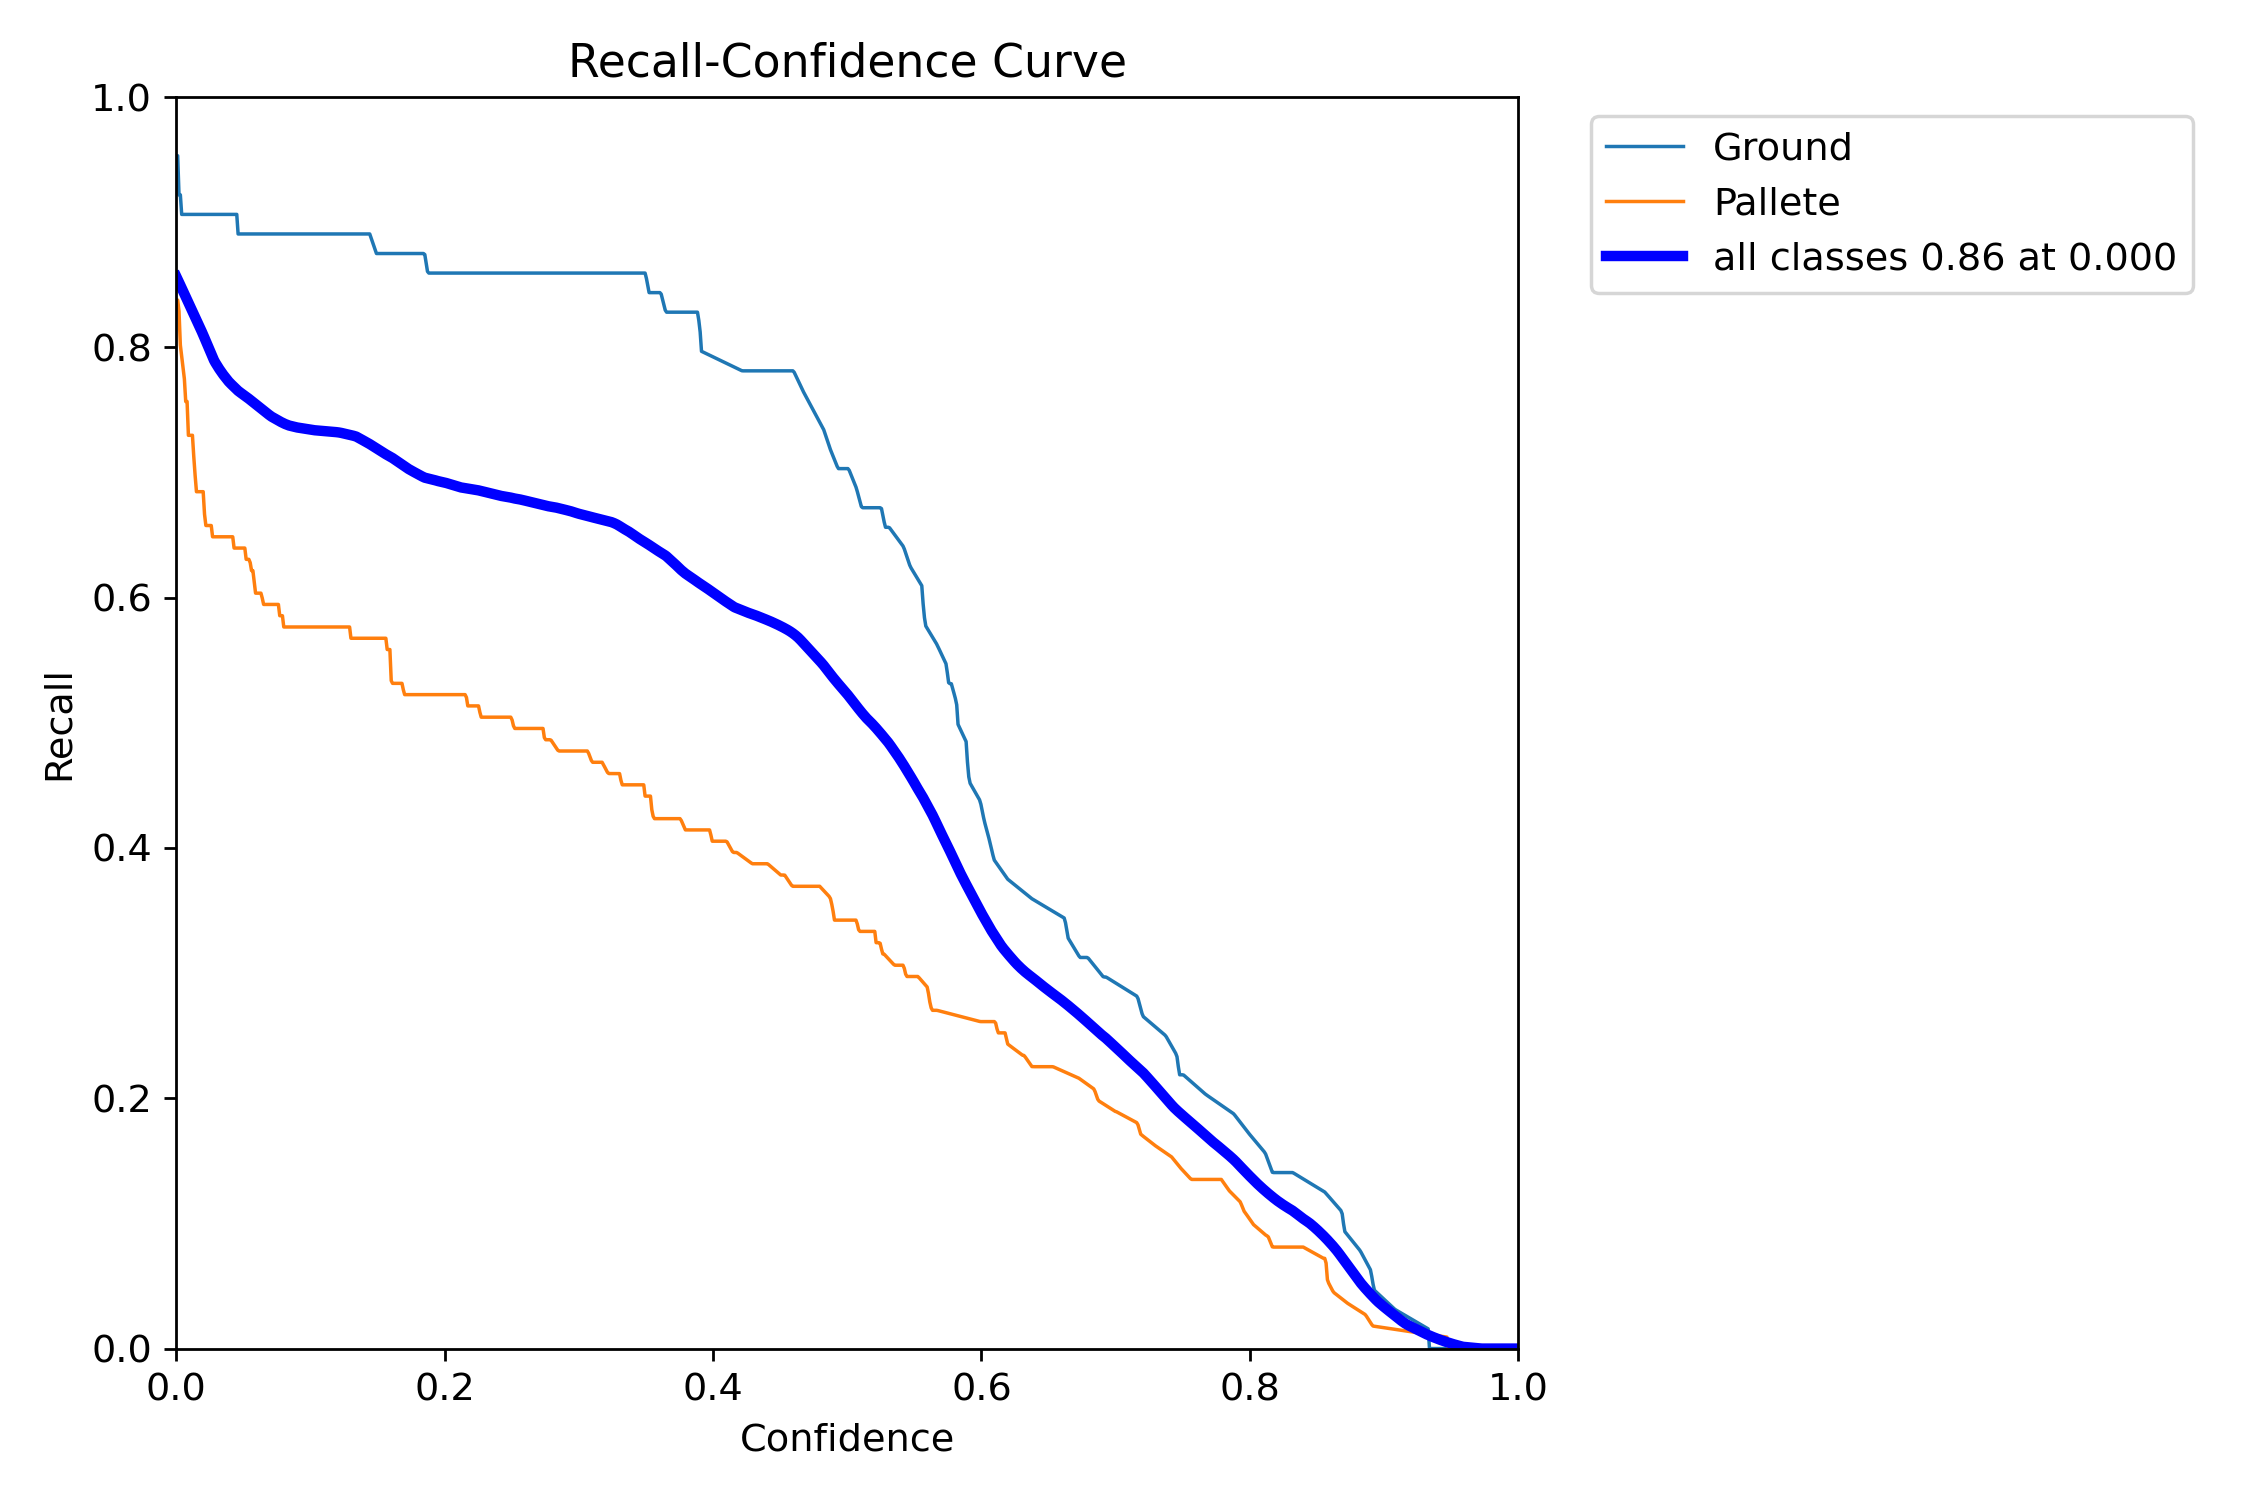 Recall-Confidence Curve
1.0
0.8
0.6
0.4
0.2
0.0
Recall
0.0 0.2 0.4 0.6 0.8 1.0
Confidence
Ground
Pallete
all classes 0.86 at 0.000